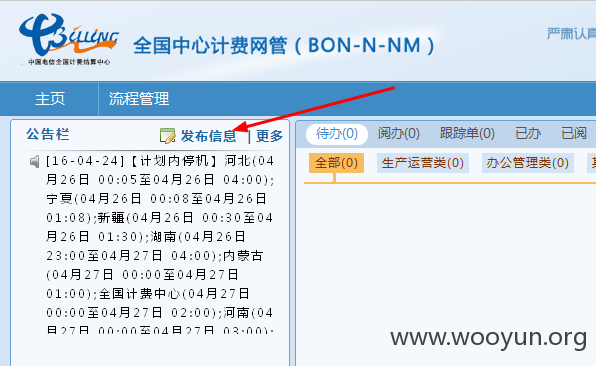 BILLING
中国电信全国计费结算中心
全国中心计费网管（BON-N-NM）
严肃认真
主页
流程管理
公告栏
发布信息
更多
[16-04-24]【计划内停机】河北(04
月26日 00:05至04月26日 04:00);
宁夏(04月26日 00:08至04月26日
01:08);新疆(04月26日 00:30至04
月26日 01:30);湖南(04月26日
23:00至04月27日 04:00);内蒙古
(04月27日 00:00至04月27日
01:00);全国计费中心(04月27日
00:00至04月27日 02:00);河南(04
月27日 00:00至04月27日 03:00);
待办(0)
阅办(0)
跟踪单(0)
已办
已阅
全部(0)
生产运营类(0)
办公管理类(0)
www.wooyun.org